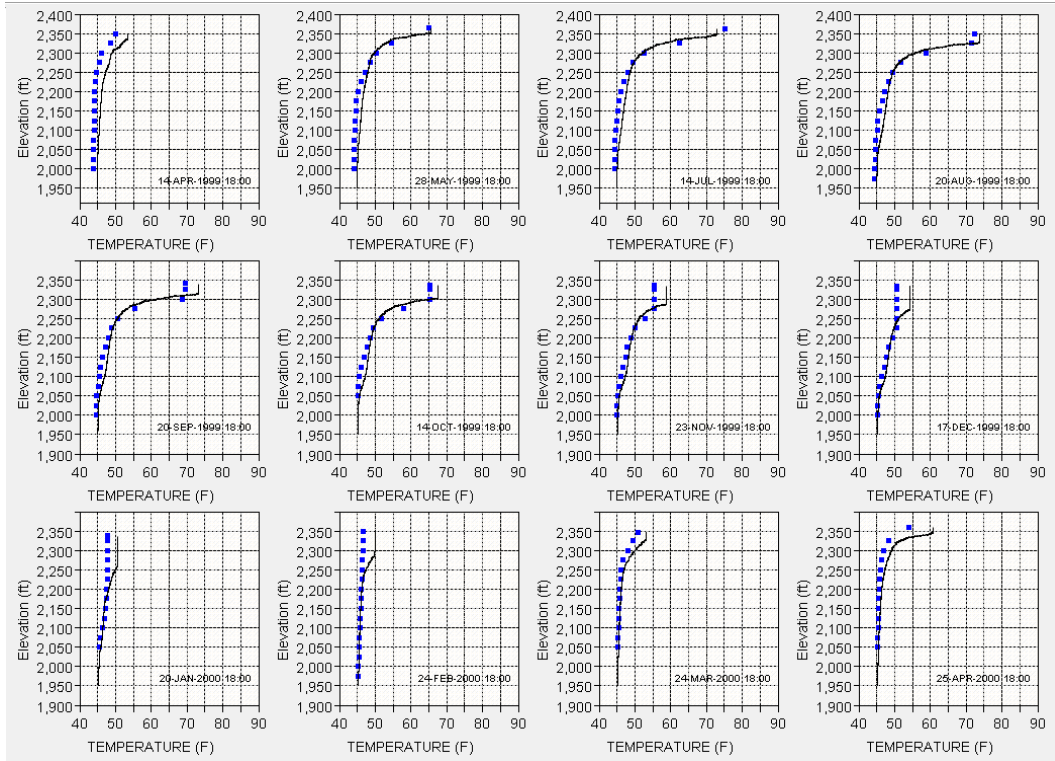 2,400
2,350
2,300
2,250
2,200
2,150
2,100
2,050
2,000
1,950
Elevation (ft)
14-APR-1999 18:00
40 50 60 70 80 90
TEMPERATURE (F)
2,400
2,350
2,300
2,250
2,200
2,150
2,100
2,050
2,000
1,950
Elevation (ft)
28-MAY-1999 18:00
40 50 60 70 80 90
TEMPERATURE (F)
2,400
2,350
2,300
2,250
2,200
2,150
2,100
2,050
2,000
1,950
Elevation (ft)
14-JUL-1999 18:00
40 50 60 70 80 90
TEMPERATURE (F)
2,400
2,350
2,300
2,250
2,200
2,150
2,100
2,050
2,000
1,950
Elevation (ft)
20-AUG-1999 18:00
40 50 60 70 80 90
TEMPERATURE (F)
2,350
2,300
2,250
2,200
2,150
2,100
2,050
2,000
1,950
1,900
Elevation (ft)
20-SEP-1999 18:00
40 50 60 70 80 90
TEMPERATURE (F)
2,350
2,300
2,250
2,200
2,150
2,100
2,050
2,000
1,950
1,900
Elevation (ft)
14-OCT-1999 18:00
40 50 60 70 80 90
TEMPERATURE (F)
2,350
2,300
2,250
2,200
2,150
2,100
2,050
2,000
1,950
1,900
Elevation (ft)
23-NOV-1999 18:00
40 50 60 70 80 90
TEMPERATURE (F)
2,350
2,300
2,250
2,200
2,150
2,100
2,050
2,000
1,950
1,900
Elevation (ft)
17-DEC-1999 18:00
40 50 60 70 80 90
TEMPERATURE (F)
2,350
2,300
2,250
2,200
2,150
2,100
2,050
2,000
1,950
1,900
Elevation (ft)
20-JAN-2000 18:00
40 50 60 70 80 90
TEMPERATURE (F)
2,350
2,300
2,250
2,200
2,150
2,100
2,050
2,000
1,950
1,900
Elevation (ft)
24-FEB-2000 18:00
40 50 60 70 80 90
TEMPERATURE (F)
2,350
2,300
2,250
2,200
2,150
2,100
2,050
2,000
1,950
1,900
Elevation (ft)
24-MAR-2000 18:00
40 50 60 70 80 90
TEMPERATURE (F)
2,350
2,300
2,250
2,200
2,150
2,100
2,050
2,000
1,950
1,900
Elevation (ft)
25-APR-2000 18:00
40 50 60 70 80 90
TEMPERATURE (F)